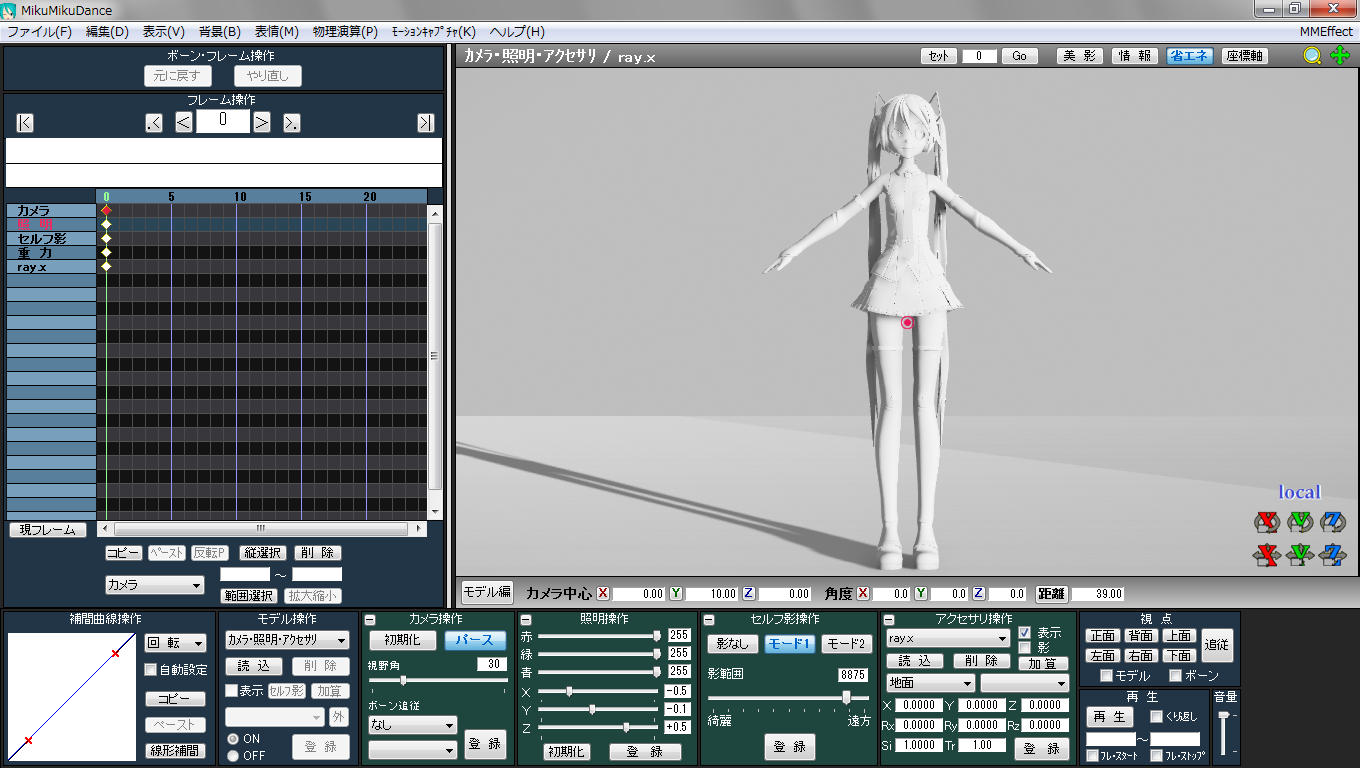 MikuMikuDance
ファイル(F) 編集(D) 表示(V) 背景(B) 表情(M) 物理演算(P) ﾓｰｼｮﾝｷｬﾌﾟﾁｬ(K) ヘルプ(H) MMEffect
ボーン・フレーム操作
元に戻す やり直し
フレーム操作
|< .< < 0 > >. >|
0 5 10 15 20
カメラ
照 明
セルフ影
重 力
ray.x
現フレーム
コピー ﾍﾟｰｽﾄ 反転P 縦選択 削 除
カメラ ～
範囲選択 拡大縮小
カメラ・照明・アクセサリ / ray.x
セット 0 Go 美 影 情 報 省エネ 座標軸
local
X Y Z
X Y Z
モデル編 カメラ中心 X 0.00 Y 10.00 Z 0.00 角度 X 0.0 Y 0.0 Z 0.0 距離 39.00
補間曲線操作
回 転
自動設定
コピー
ペースト
線形補間
モデル操作
ｶﾒﾗ・照明・ｱｸｾｻﾘ
読 込 削 除
表示 ｾﾙﾌ影 加算
外
ON
OFF
登 録
カメラ操作
初期化 パース
視野角 30
ボーン追従
なし
登 録
照明操作
赤 255
緑 255
青 255
X -0.5
Y -0.1
Z +0.5
初期化 登 録
セルフ影操作
影なし モード1 モード2
影範囲 8875
綺麗 遠方
登 録
アクセサリ操作
ray.x 表示
影
読 込 削 除 加 算
地面
X 0.0000 Y 0.0000 Z 0.0000
Rx 0.0000 Ry 0.0000 Rz 0.0000
Si 1.0000 Tr 1.00 登 録
視 点
正面 背面 上面 追従
左面 右面 下面
モデル ボーン
再 生
再 生 くり返し
～
ﾌﾚ･ｽﾀｰﾄ ﾌﾚ･ｽﾄｯﾌﾟ
音量